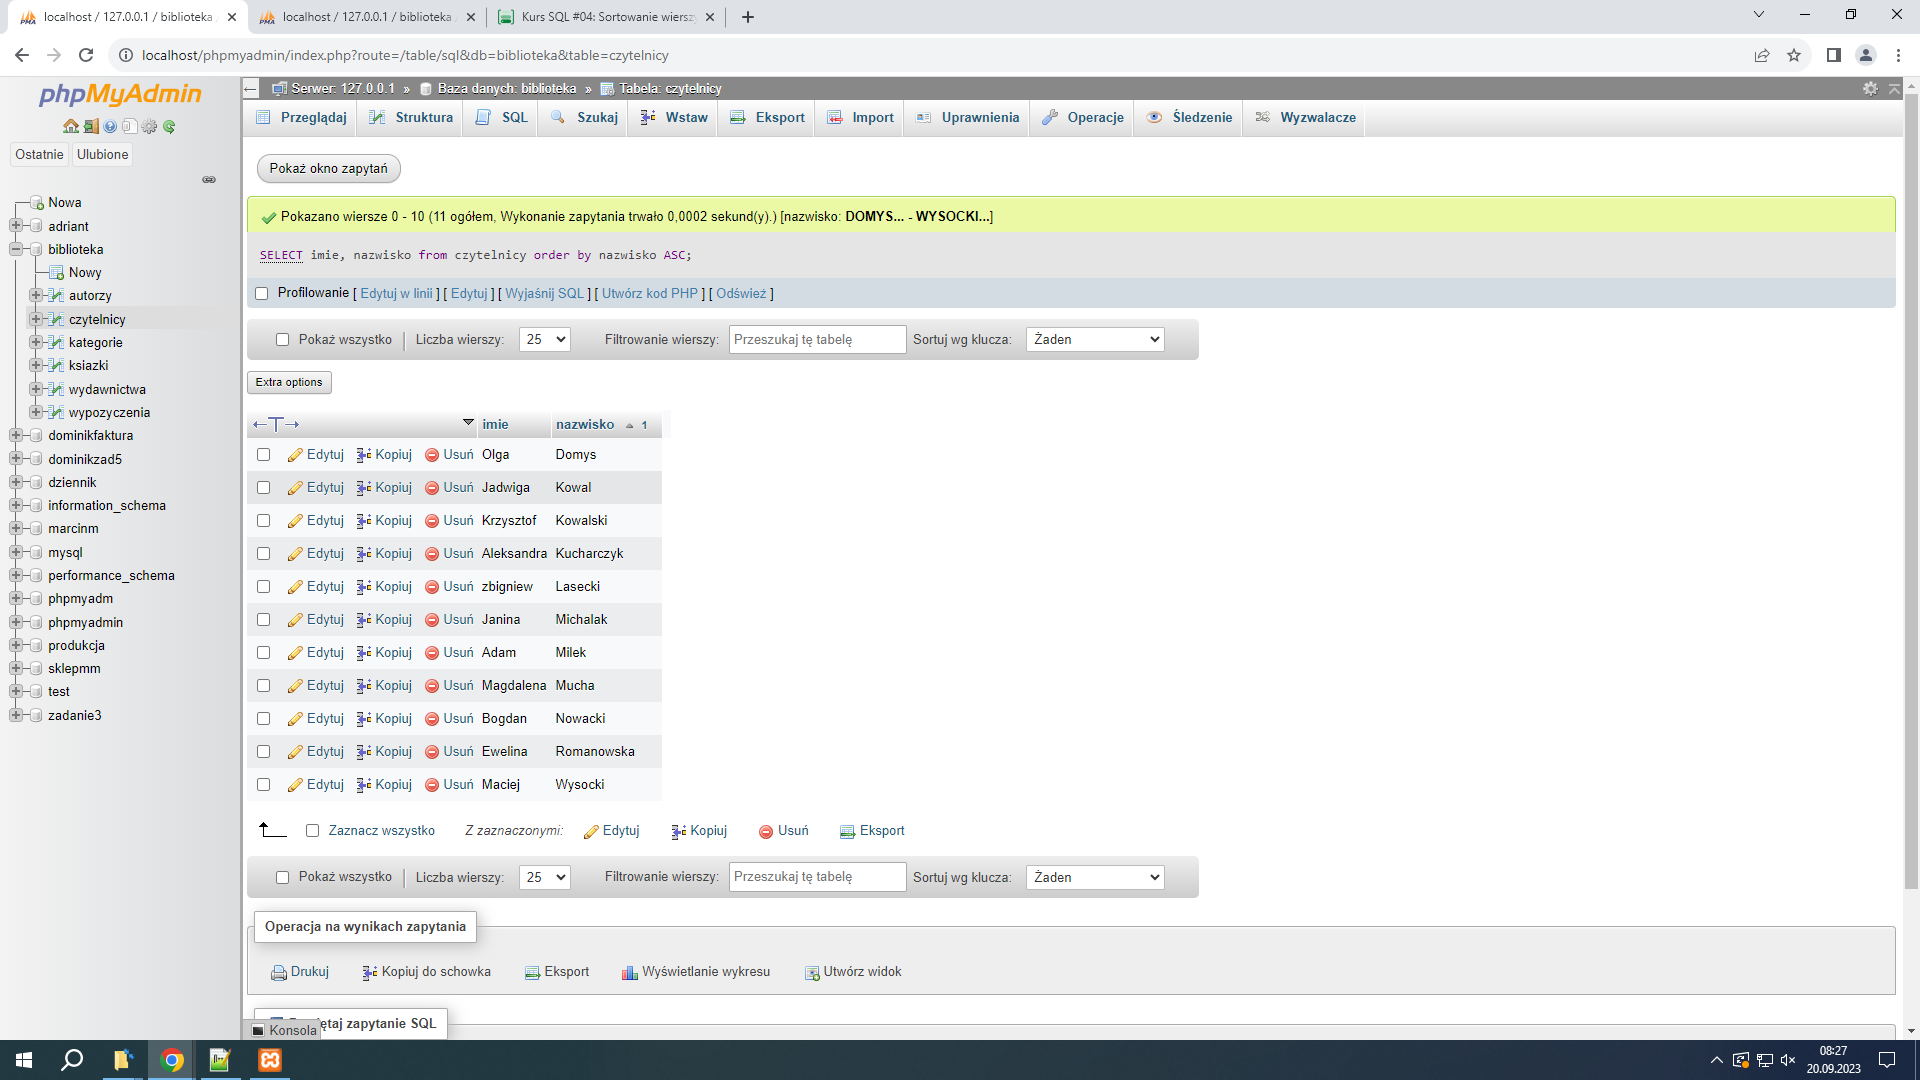 localhost / 127.0.0.1 / biblioteka
localhost / 127.0.0.1 / biblioteka
Kurs SQL #04: Sortowanie wierszy
localhost/phpmyadmin/index.php?route=/table/sql&db=biblioteka&table=czytelnicy
phpMyAdmin
Ostatnie Ulubione
Nowa
adriant
biblioteka
Nowy
autorzy
czytelnicy
kategorie
ksiazki
wydawnictwa
wypozyczenia
dominikfaktura
dominikzad5
dziennik
information_schema
marcinm
mysql
performance_schema
phpmyadm
phpmyadmin
produkcja
sklepmm
test
zadanie3
Serwer: 127.0.0.1 » Baza danych: biblioteka » Tabela: czytelnicy
Przeglądaj Struktura SQL Szukaj Wstaw Eksport Import Uprawnienia Operacje Śledzenie Wyzwalacze
Pokaż okno zapytań
Pokazano wiersze 0 - 10 (11 ogółem, Wykonanie zapytania trwało 0,0002 sekund(y).) [nazwisko: DOMYS... - WYSOCKI...]
SELECT imie, nazwisko from czytelnicy order by nazwisko ASC;
Profilowanie [ Edytuj w linii ] [ Edytuj ] [ Wyjaśnij SQL ] [ Utwórz kod PHP ] [ Odśwież ]
Pokaż wszystko Liczba wierszy: 25 Filtrowanie wierszy: Przeszukaj tę tabelę Sortuj wg klucza: Żaden
Extra options
imie nazwisko 1
Edytuj Kopiuj Usuń Olga Domys
Edytuj Kopiuj Usuń Jadwiga Kowal
Edytuj Kopiuj Usuń Krzysztof Kowalski
Edytuj Kopiuj Usuń Aleksandra Kucharczyk
Edytuj Kopiuj Usuń zbigniew Lasecki
Edytuj Kopiuj Usuń Janina Michalak
Edytuj Kopiuj Usuń Adam Milek
Edytuj Kopiuj Usuń Magdalena Mucha
Edytuj Kopiuj Usuń Bogdan Nowacki
Edytuj Kopiuj Usuń Ewelina Romanowska
Edytuj Kopiuj Usuń Maciej Wysocki
Zaznacz wszystko Z zaznaczonymi: Edytuj Kopiuj Usuń Eksport
Pokaż wszystko Liczba wierszy: 25 Filtrowanie wierszy: Przeszukaj tę tabelę Sortuj wg klucza: Żaden
Operacja na wynikach zapytania
Drukuj Kopiuj do schowka Eksport Wyświetlanie wykresu Utwórz widok
zapytanie SQL
Konsola
08:27
20.09.2023